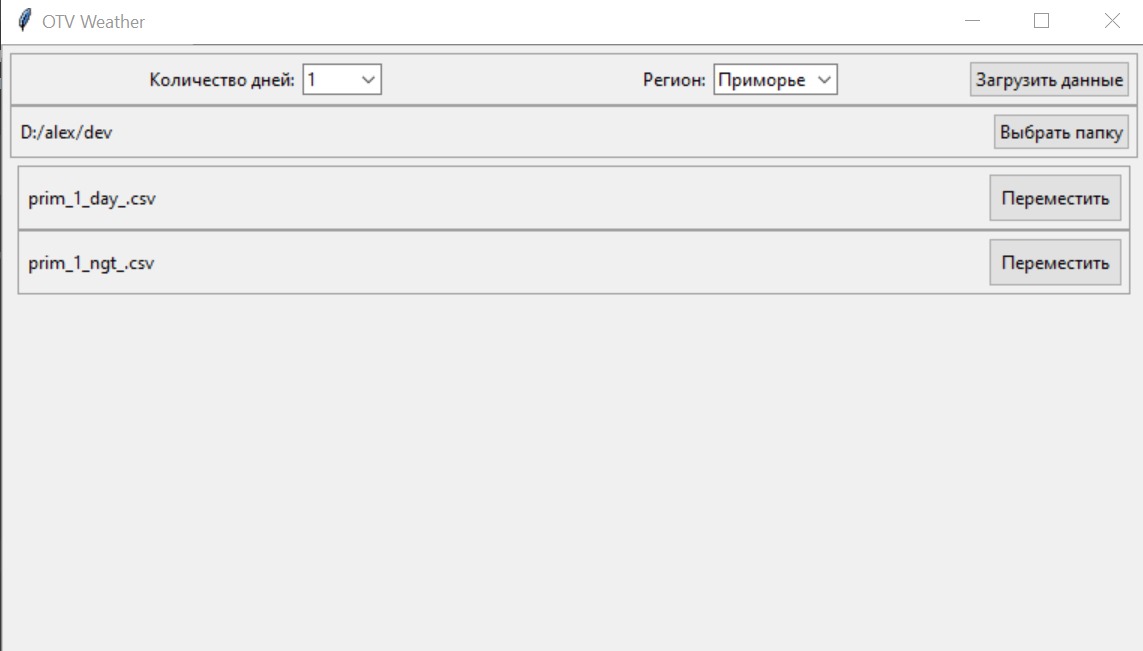 OTV Weather
Количество дней: 1 Регион: Приморье Загрузить данные
D:/alex/dev Выбрать папку
prim_1_day_.csv Переместить
prim_1_ngt_.csv Переместить